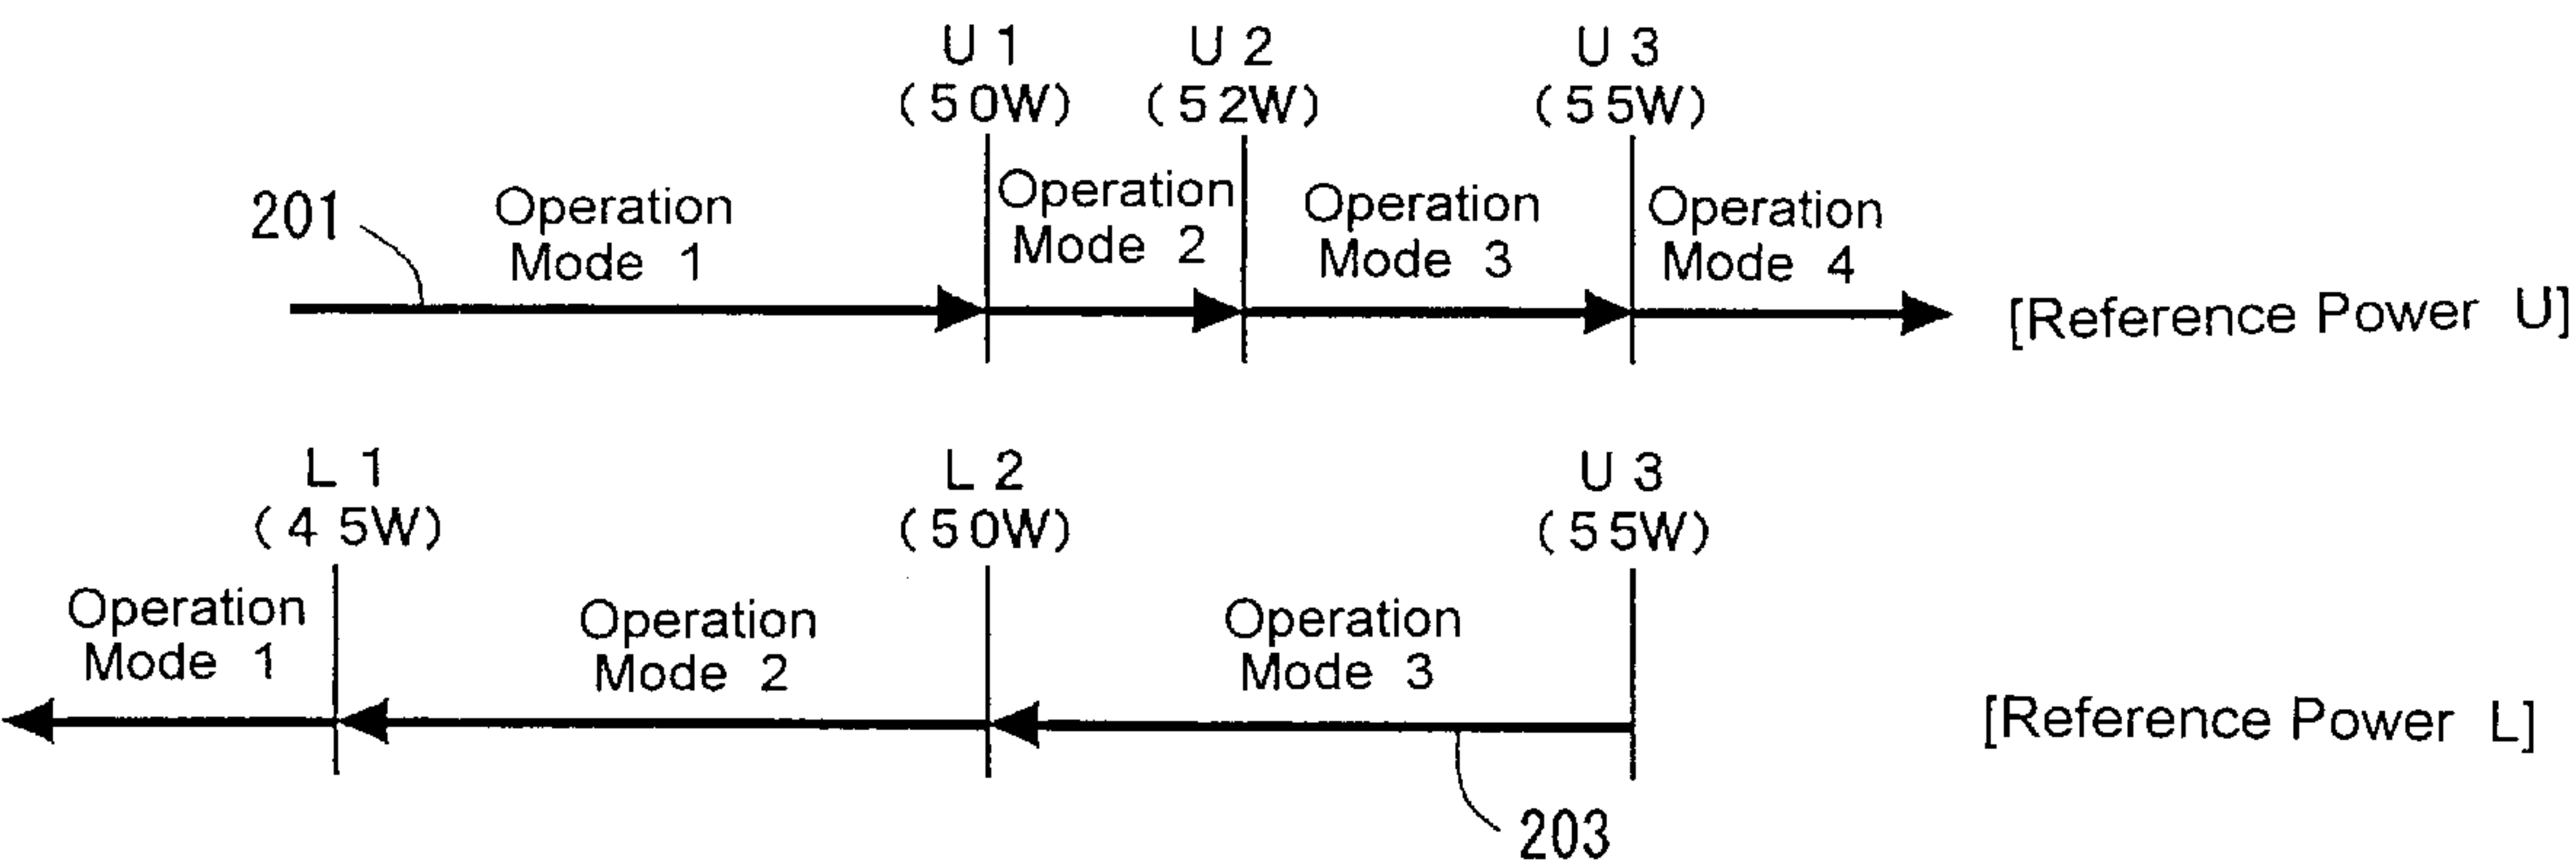 U 1
(50W)
U 2
(52W)
U 3
(55W)
201
Operation
Mode 1
Operation
Mode 2
Operation
Mode 3
Operation
Mode 4
[Reference Power U]
L 1
(45W)
L 2
(50W)
U 3
(55W)
Operation
Mode 1
Operation
Mode 2
Operation
Mode 3
[Reference Power L]
203